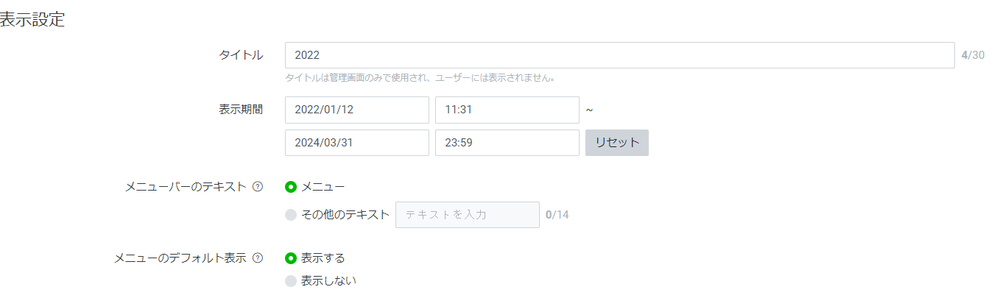 表示設定
タイトル 2022 4/30
タイトルは管理画面のみで使用され、ユーザーには表示されません。
表示期間 2022/01/12 11:31 ~
2024/03/31 23:59 リセット
メニューバーのテキスト ? メニュー
その他のテキスト テキストを入力 0/14
メニューのデフォルト表示 ? 表示する
表示しない